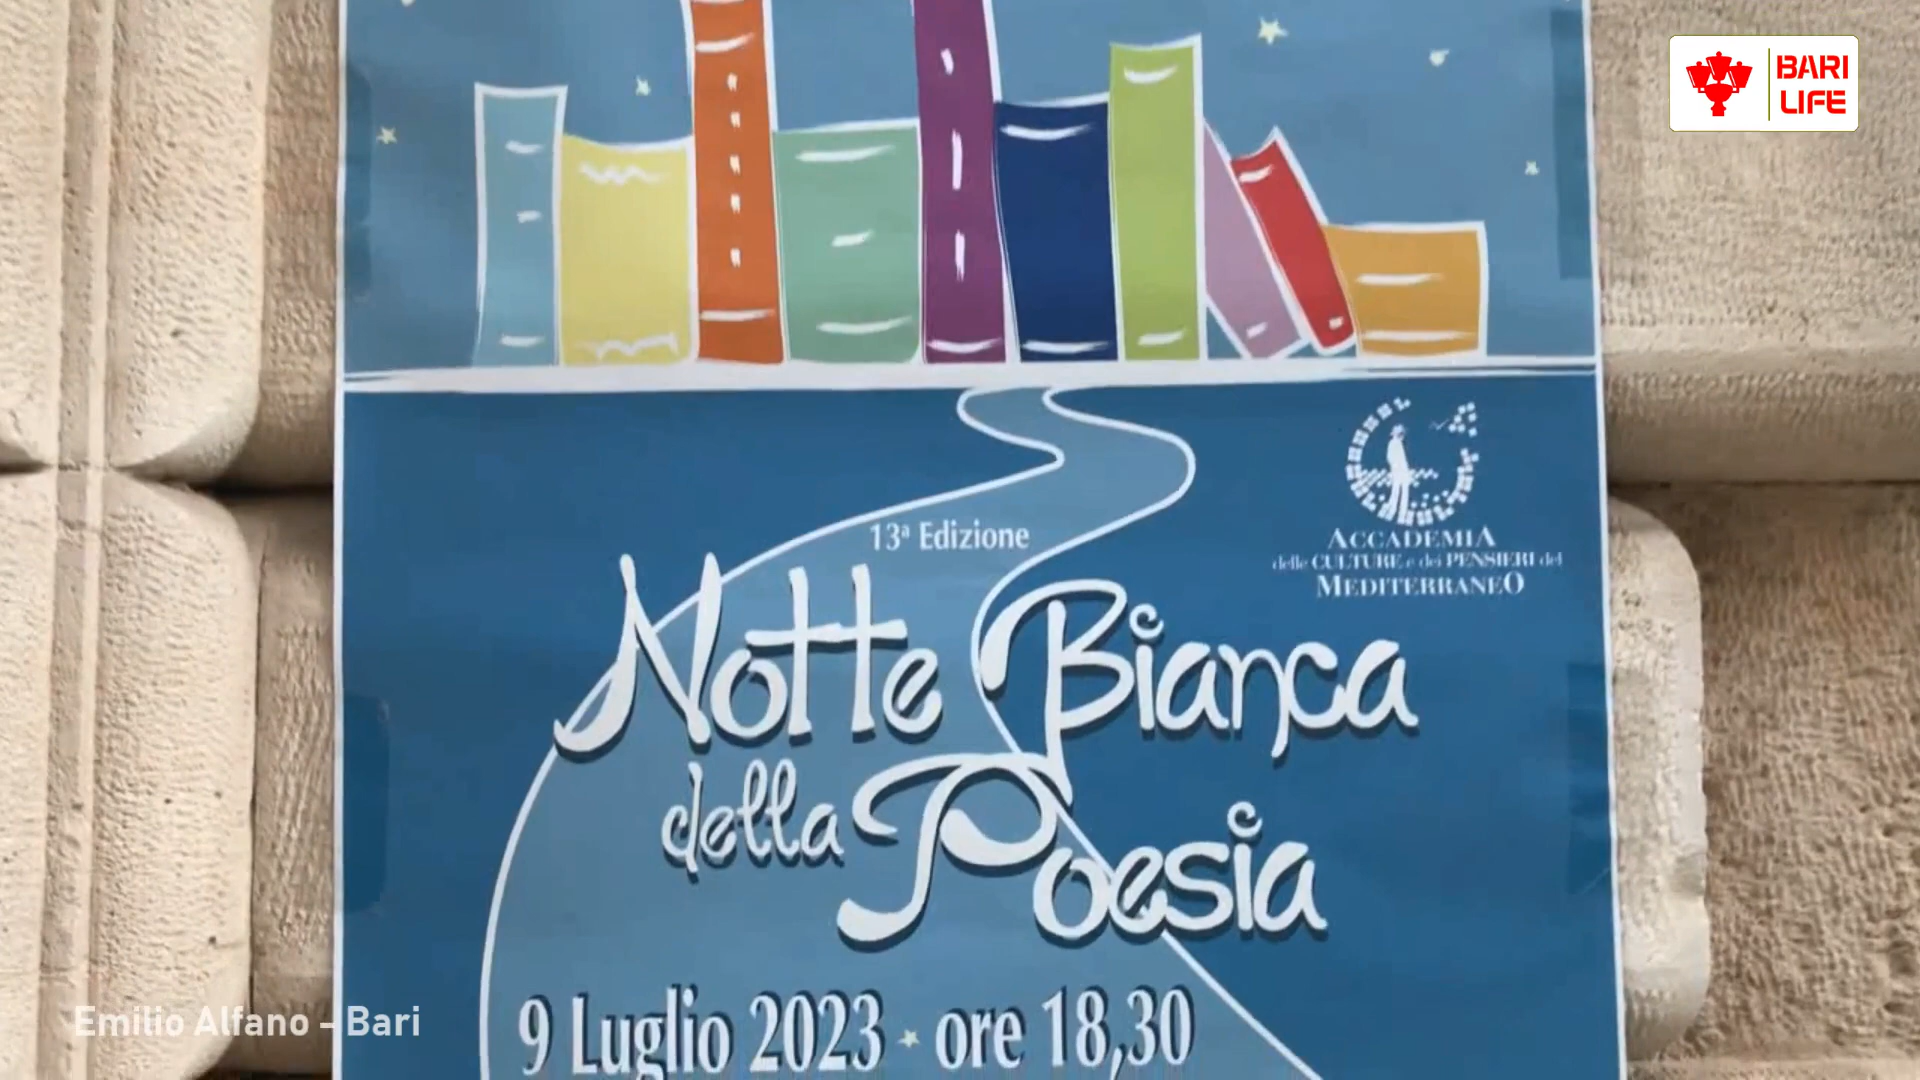 BARI
LIFE
13ª Edizione
ACCADEMIA
delle CULTURE e dei PENSIERI del
MEDITERRANEO
Notte Bianca
della Poesia
9 Luglio 2023 ★ ore 18,30
Emilio Alfano - Bari